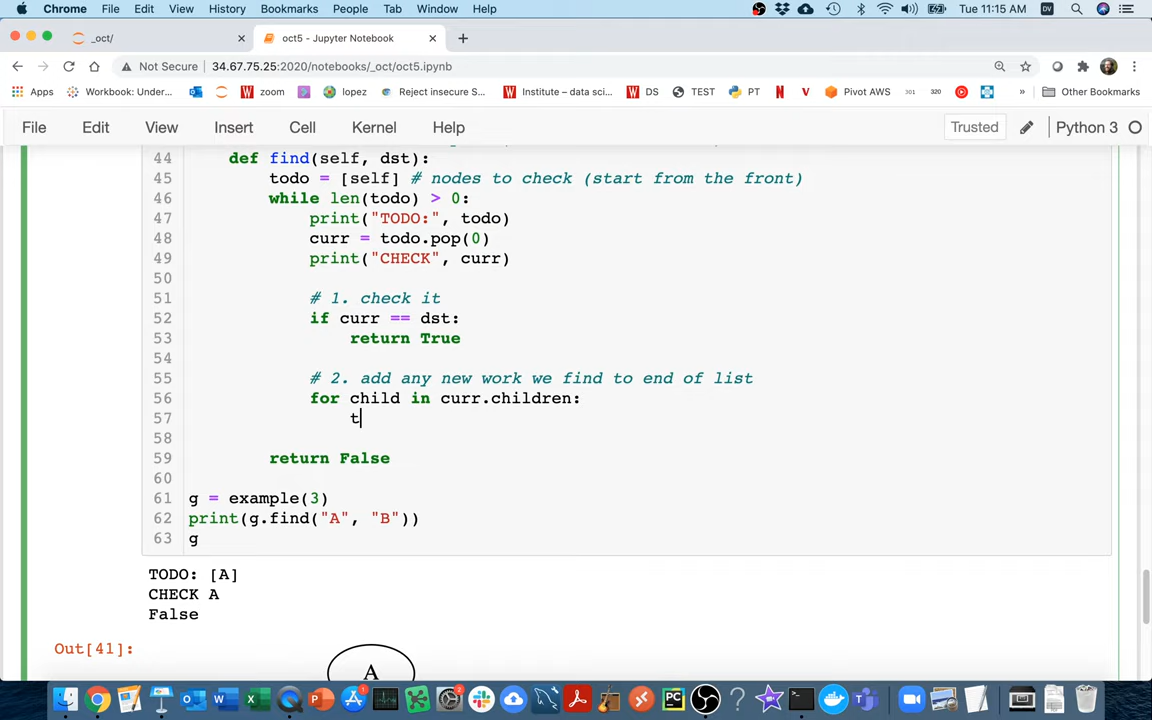 Chrome File Edit View History Bookmarks People Tab Window Help Tue 11:15 AM
_oct/ oct5 - Jupyter Notebook
Not Secure 34.67.75.25:2020/notebooks/_oct/oct5.ipynb
Apps Workbook: Under... zoom lopez Reject insecure S... Institute – data sci... DS TEST PT Pivot AWS 301 320 » Other Bookmarks
File Edit View Insert Cell Kernel Help Trusted Python 3
44 def find(self, dst):
45 todo = [self] # nodes to check (start from the front)
46 while len(todo) > 0:
47 print("TODO:", todo)
48 curr = todo.pop(0)
49 print("CHECK", curr)
50
51 # 1. check it
52 if curr == dst:
53 return True
54
55 # 2. add any new work we find to end of list
56 for child in curr.children:
57 t
58
59 return False
60
61 g = example(3)
62 print(g.find("A", "B"))
63 g
TODO: [A]
CHECK A
False
Out[41]:
A